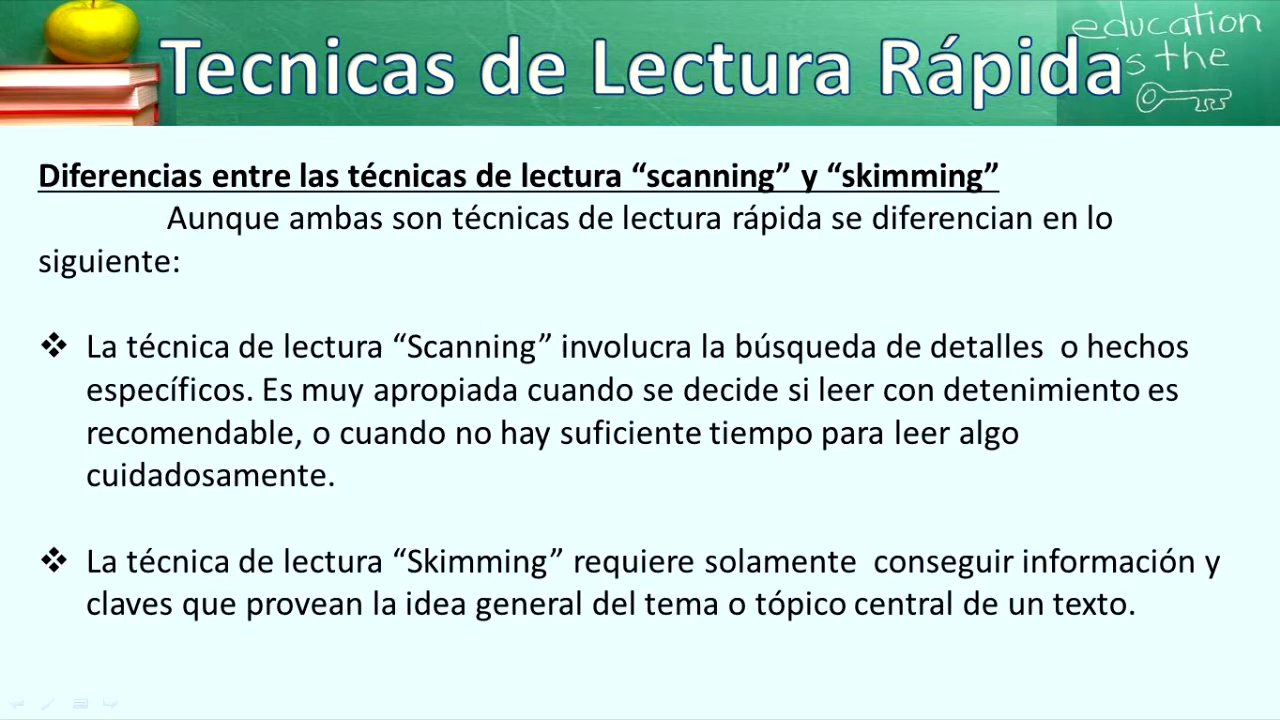 Tecnicas de Lectura Rápida
education
is the
Diferencias entre las técnicas de lectura “scanning” y “skimming”
Aunque ambas son técnicas de lectura rápida se diferencian en lo
siguiente:
❖ La técnica de lectura “Scanning” involucra la búsqueda de detalles o hechos
específicos. Es muy apropiada cuando se decide si leer con detenimiento es
recomendable, o cuando no hay suficiente tiempo para leer algo
cuidadosamente.
❖ La técnica de lectura “Skimming” requiere solamente conseguir información y
claves que provean la idea general del tema o tópico central de un texto.